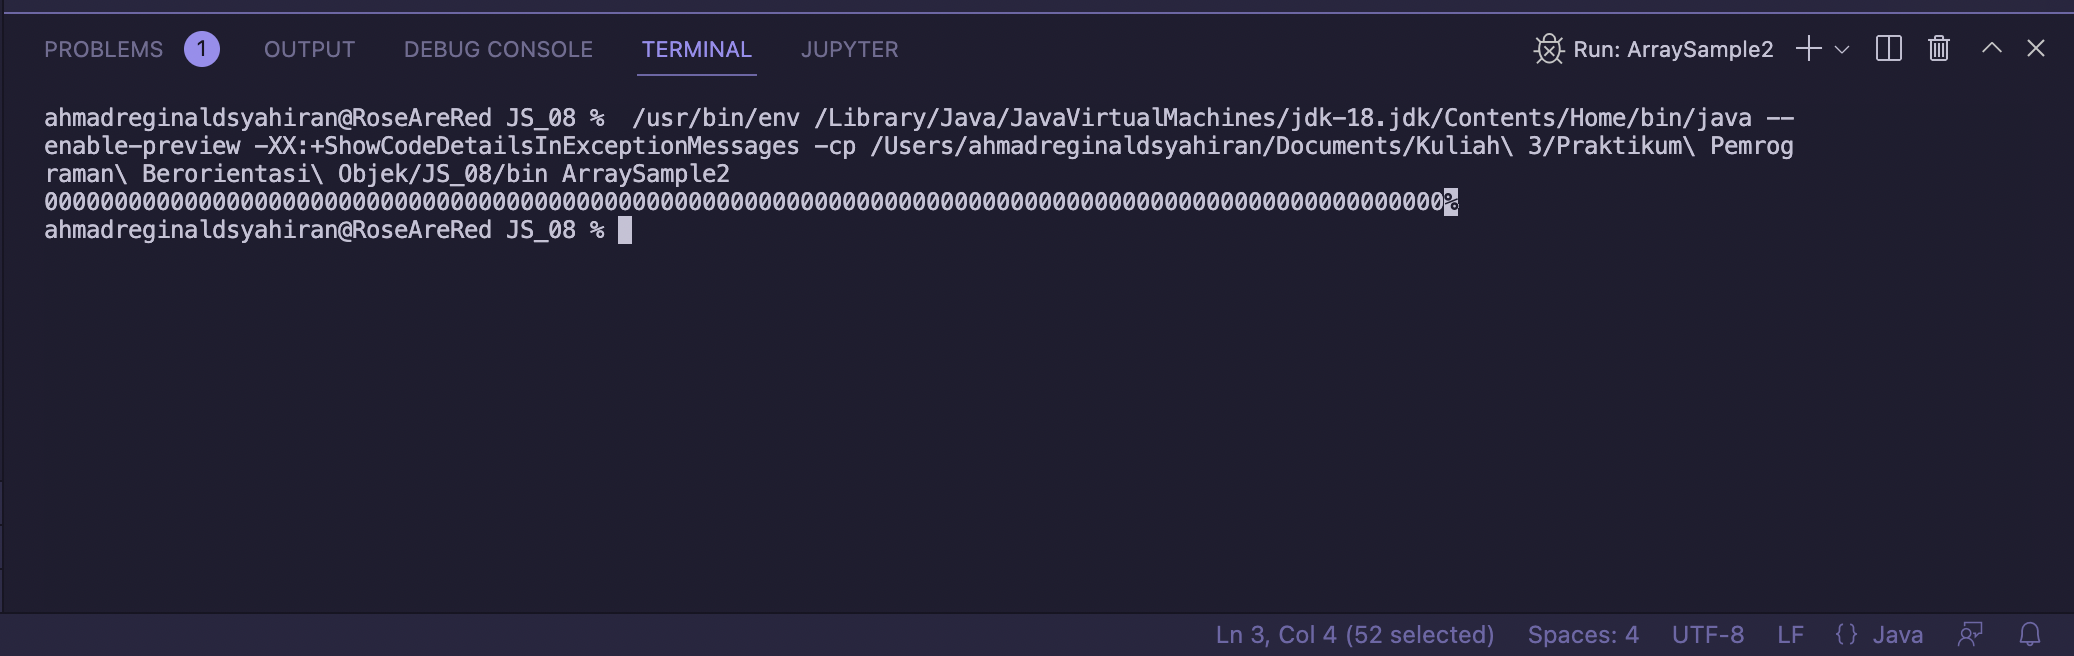 PROBLEMS 1 OUTPUT DEBUG CONSOLE TERMINAL JUPYTER Run: ArraySample2
ahmadreginaldsyahiran@RoseAreRed JS_08 %  /usr/bin/env /Library/Java/JavaVirtualMachines/jdk-18.jdk/Contents/Home/bin/java --
enable-preview -XX:+ShowCodeDetailsInExceptionMessages -cp /Users/ahmadreginaldsyahiran/Documents/Kuliah\ 3/Praktikum\ Pemrog
raman\ Berorientasi\ Objek/JS_08/bin ArraySample2
0000000000000000000000000000000000000000000000000000000000000000000000000000000000000000000000000000%
ahmadreginaldsyahiran@RoseAreRed JS_08 %
Ln 3, Col 4 (52 selected) Spaces: 4 UTF-8 LF {} Java